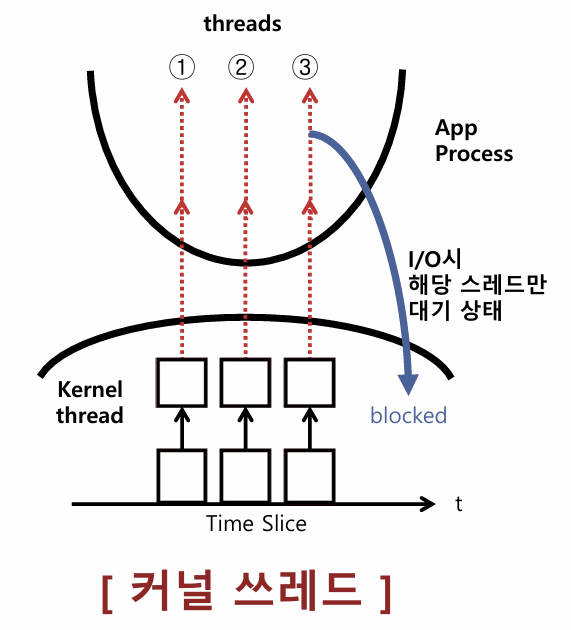 threads
① ② ③
App
Process
I/O시
해당 스레드만
대기 상태
Kernel
thread
blocked
t
Time Slice
[ 커널 쓰레드 ]